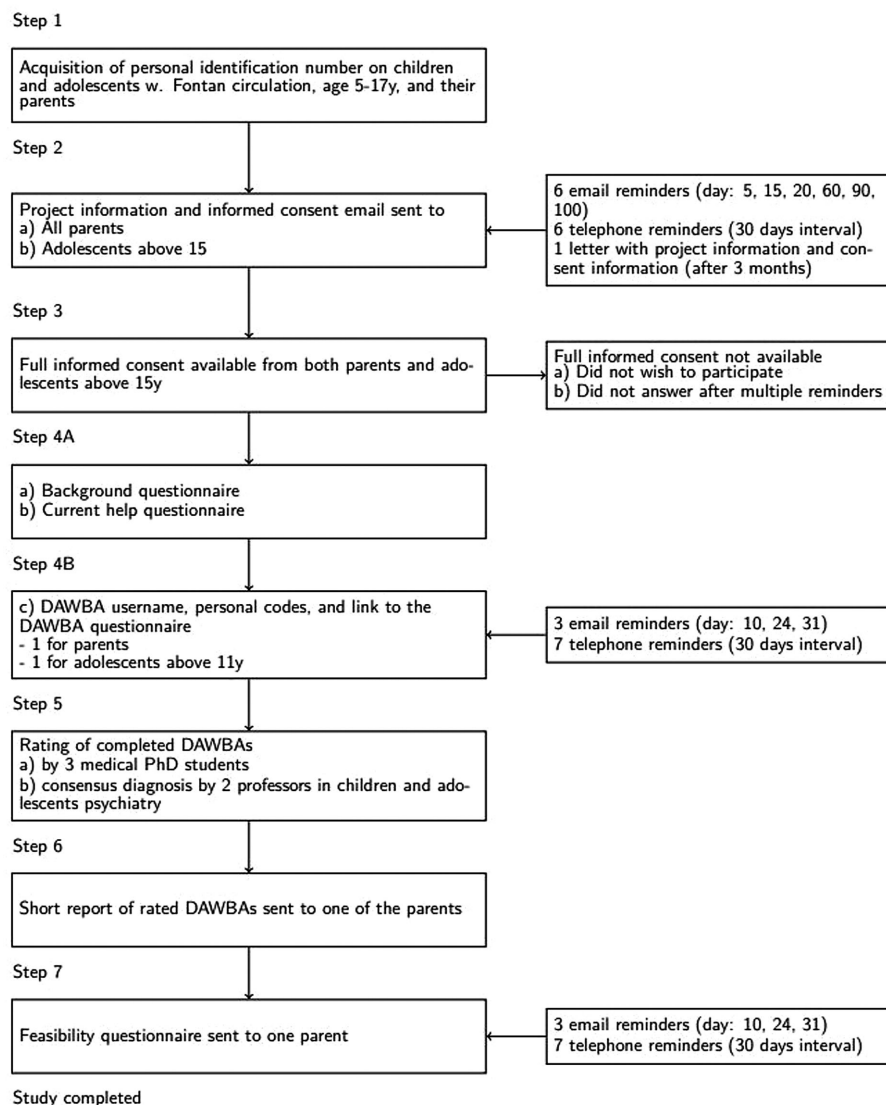 Step 1
Acquisition of personal identification number on children
and adolescents w. Fontan circulation, age 5-17y, and their
parents
Step 2
Project information and informed consent email sent to
a) All parents
b) Adolescents above 15
6 email reminders (day: 5, 15, 20, 60, 90,
100)
6 telephone reminders (30 days interval)
1 letter with project information and con-
sent information (after 3 months)
Step 3
Full informed consent available from both parents and ado-
lescents above 15y
Full informed consent not available
a) Did not wish to participate
b) Did not answer after multiple reminders
Step 4A
a) Background questionnaire
b) Current help questionnaire
Step 4B
c) DAWBA username, personal codes, and link to the
DAWBA questionnaire
- 1 for parents
- 1 for adolescents above 11y
3 email reminders (day: 10, 24, 31)
7 telephone reminders (30 days interval)
Step 5
Rating of completed DAWBAs
a) by 3 medical PhD students
b) consensus diagnosis by 2 professors in children and ado-
lescents psychiatry
Step 6
Short report of rated DAWBAs sent to one of the parents
Step 7
Feasibility questionnaire sent to one parent
3 email reminders (day: 10, 24, 31)
7 telephone reminders (30 days interval)
Study completed